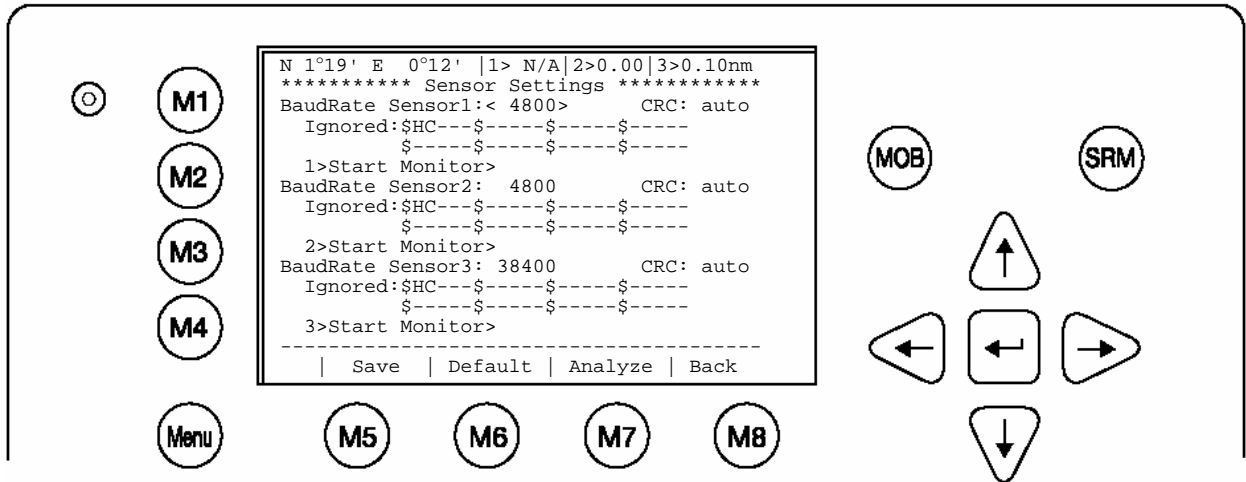 N 1°19' E  0°12' |1> N/A|2>0.00|3>0.10nm
*********** Sensor Settings ************
BaudRate Sensor1:< 4800>      CRC: auto
Ignored:$HC---$-----$-----$-----
$-----$-----$-----$-----
1>Start Monitor>
BaudRate Sensor2:  4800       CRC: auto
Ignored:$HC---$-----$-----$-----
$-----$-----$-----$-----
2>Start Monitor>
BaudRate Sensor3: 38400       CRC: auto
Ignored:$HC---$-----$-----$-----
$-----$-----$-----$-----
3>Start Monitor>
----------------------------------------
| Save | Default | Analyze | Back
M1
M2
M3
M4
Menu
M5
M6
M7
M8
MOB
SRM